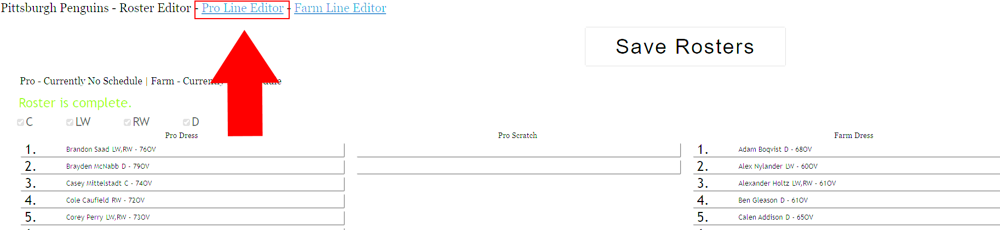 Pittsburgh Penguins - Roster Editor - Pro Line Editor - Farm Line Editor
Save Rosters
Pro - Currently No Schedule | Farm - Currently
Roster is complete.
C LW RW D
Pro Dress Pro Scratch Farm Dress
1. Brandon Saad LW,RW - 76OV 1. Adam Boqvist D - 68OV
2. Brayden McNabb D - 79OV 2. Alex Nylander LW - 60OV
3. Casey Mittelstadt C - 74OV 3. Alexander Holtz LW,RW - 61OV
4. Cole Caufield RW - 72OV 4. Ben Gleason D - 61OV
5. Corey Perry LW,RW - 73OV 5. Calen Addison D - 65OV